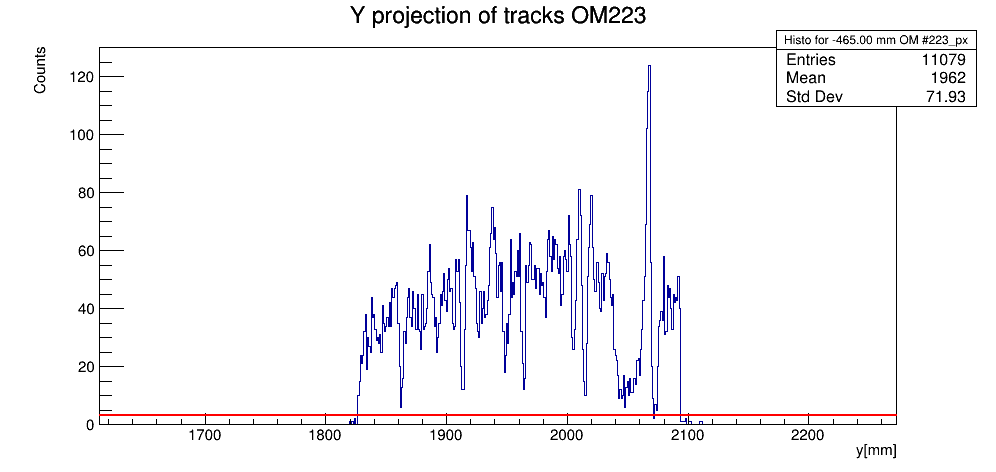 Y projection of tracks OM223
Histo for -465.00 mm OM #223_px
Entries 11079
Mean 1962
Std Dev 71.93
Counts
120
100
80
60
40
20
0
1700 1800 1900 2000 2100 2200
y[mm]